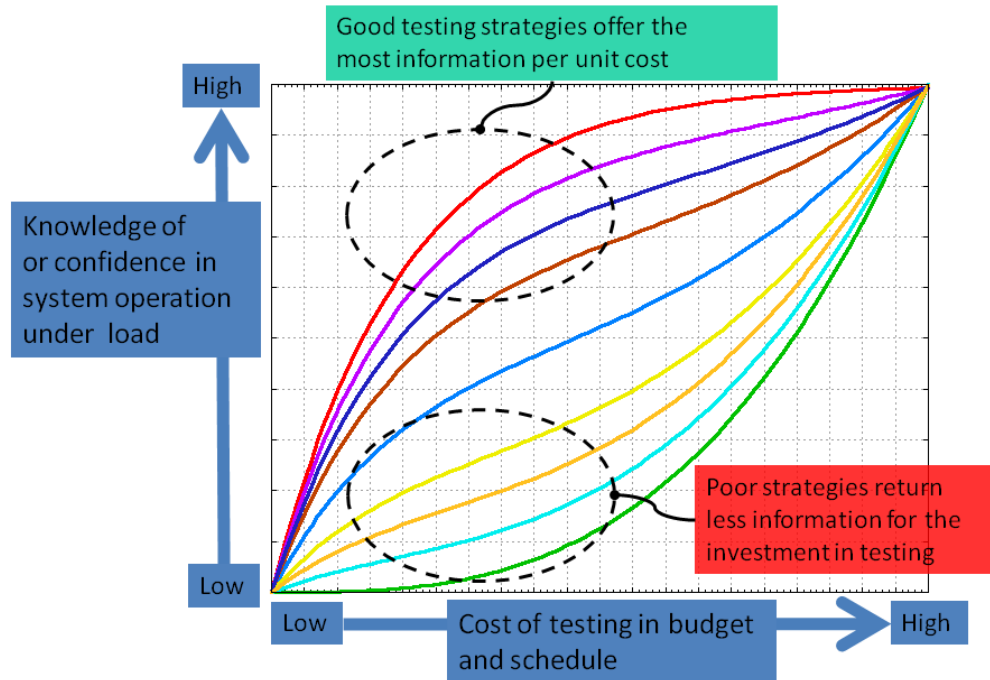 Good testing strategies offer the
most information per unit cost
High
Knowledge of
or confidence in
system operation
under load
Poor strategies return
less information for the
investment in testing
Low
Low
Cost of testing in budget
and schedule
High